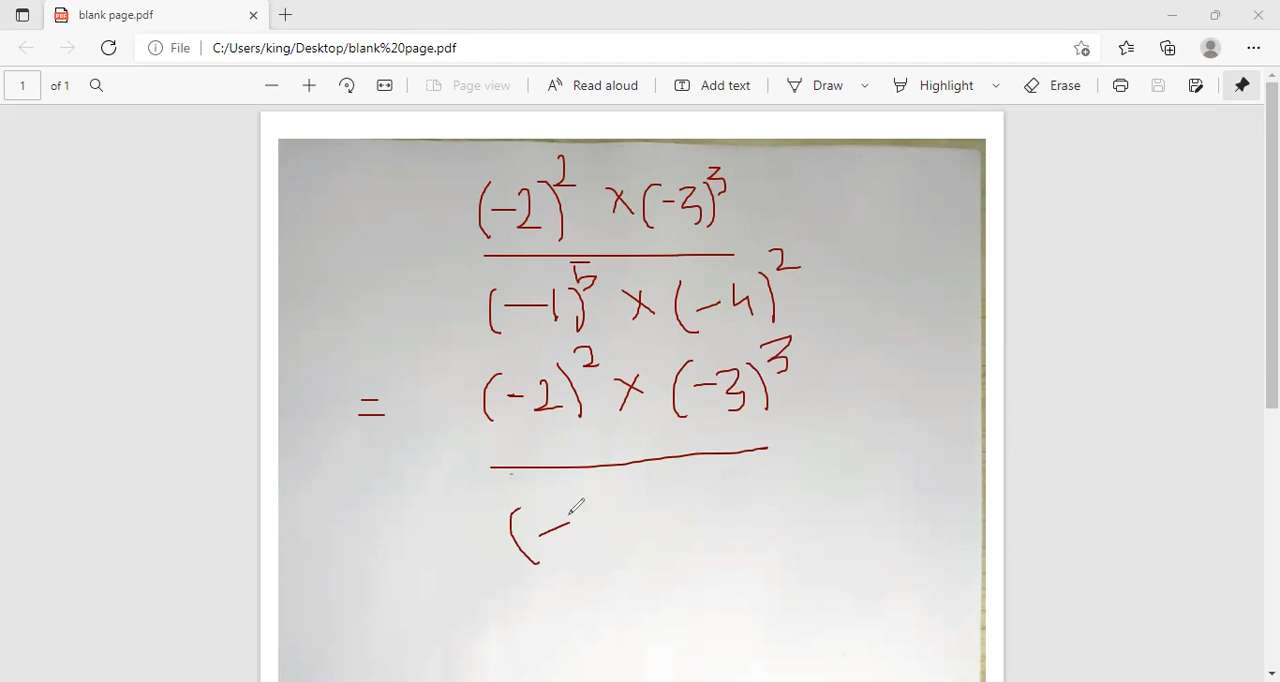 blank page.pdf
File C:/Users/king/Desktop/blank%20page.pdf
1 of 1 Page view Read aloud Add text Draw Highlight Erase
(-2)² × (-3)³
(-1)⁵ × (-4)²
= (-2)² × (-3)³
(-